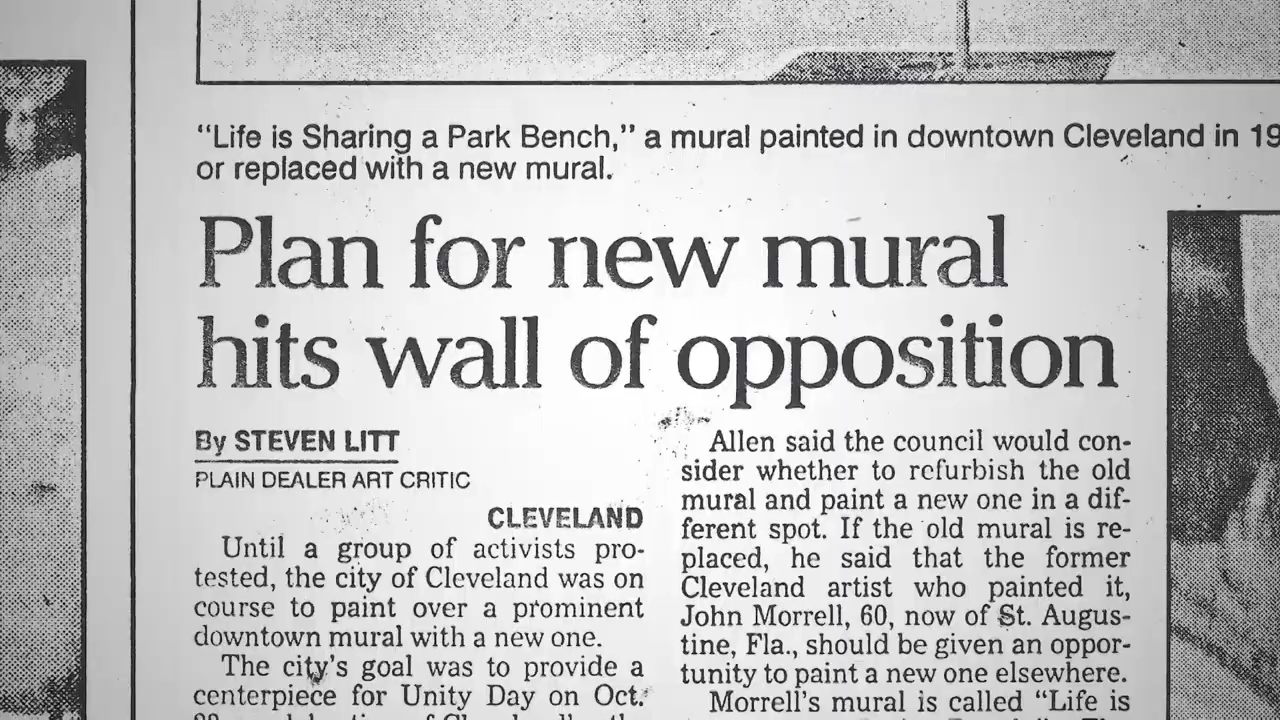 “Life is Sharing a Park Bench,” a mural painted in downtown Cleveland in 19
or replaced with a new mural.
Plan for new mural
hits wall of opposition
By STEVEN LITT
PLAIN DEALER ART CRITIC
CLEVELAND
Until a group of activists pro-
tested, the city of Cleveland was on
course to paint over a prominent
downtown mural with a new one.
The city’s goal was to provide a
centerpiece for Unity Day on Oct.
Allen said the council would con-
sider whether to refurbish the old
mural and paint a new one in a dif-
ferent spot. If the old mural is re-
placed, he said that the former
Cleveland artist who painted it,
John Morrell, 60, now of St. Augus-
tine, Fla., should be given an oppor-
tunity to paint a new one elsewhere.
Morrell’s mural is called “Life is